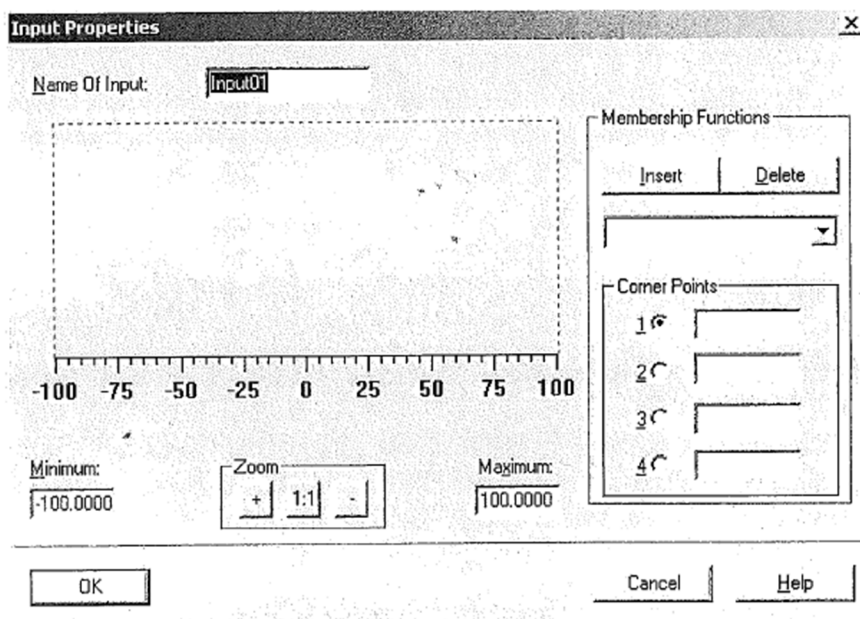 Input Properties
Name Of Input: Input01
Membership Functions
Insert Delete
Corner Points
1
2
3
4
-100 -75 -50 -25 0 25 50 75 100
Minimum: Zoom Maximum:
-100.0000 + 1:1 - 100.0000
OK Cancel Help